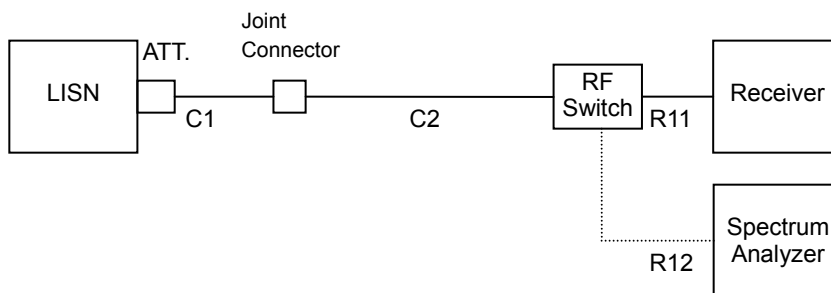 Joint
Connector
ATT.
LISN
C1
C2
RF
Switch
R11
Receiver
R12
Spectrum
Analyzer